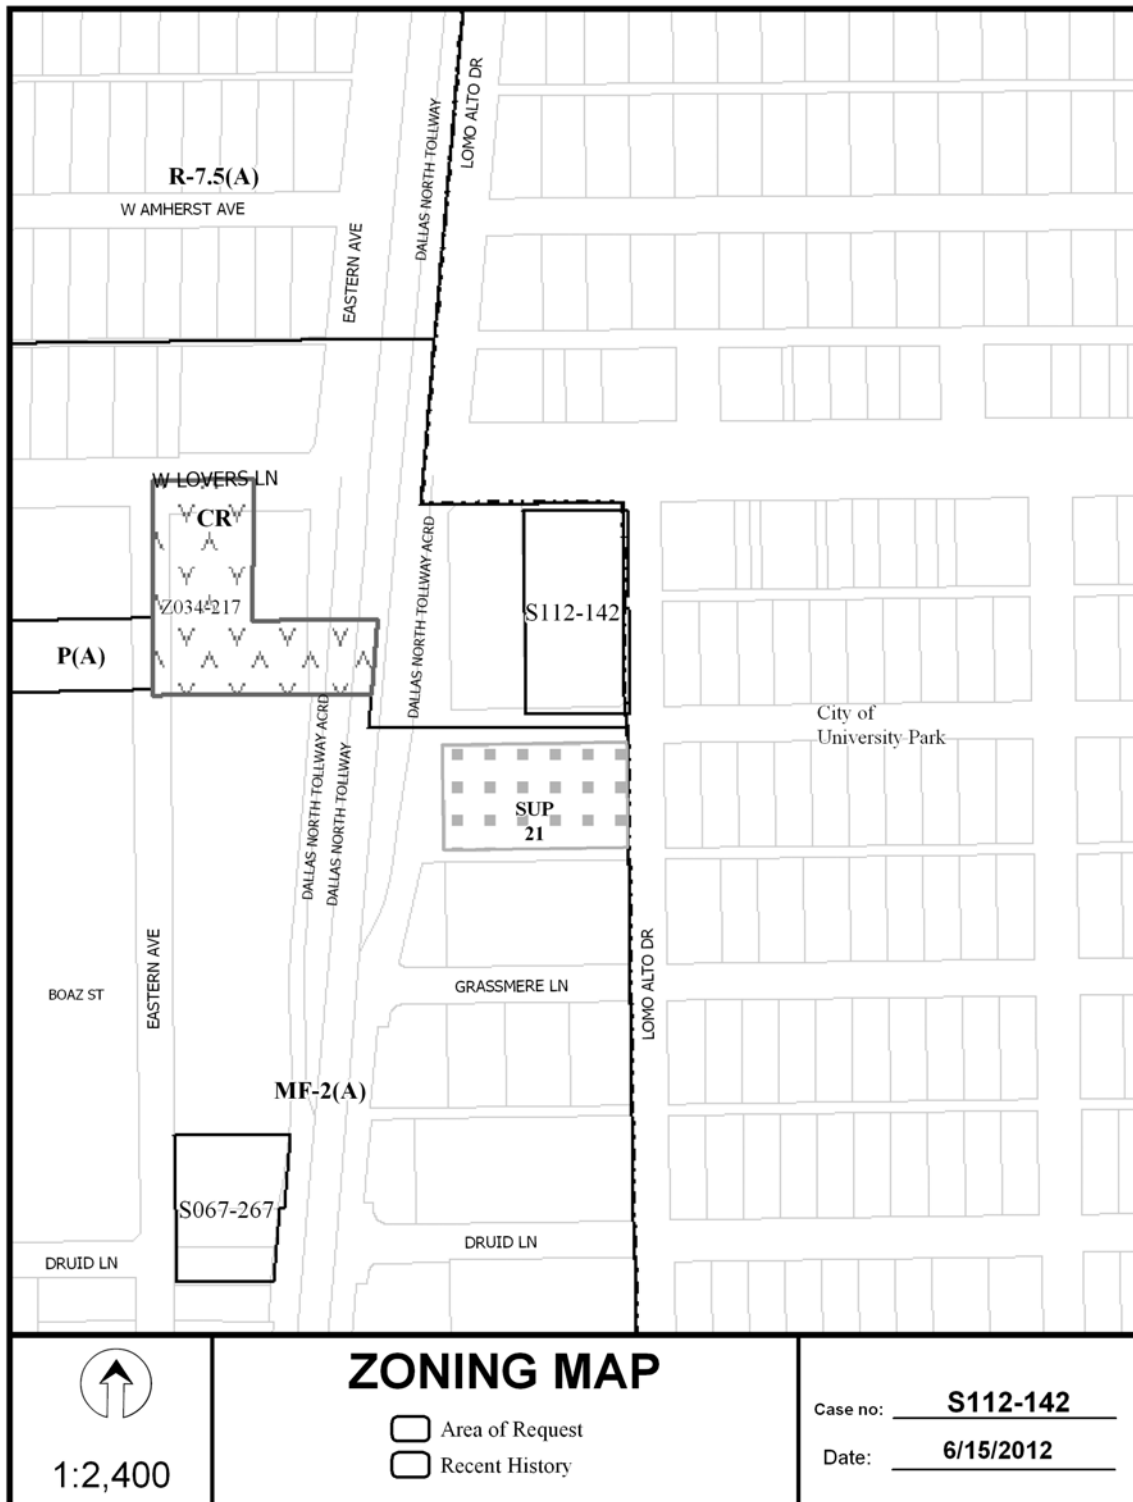 LOMO ALTO DR
DALLAS NORTH TOLLWAY
R-7.5(A)
W AMHERST AVE
EASTERN AVE
W LOVERS LN
CR
DALLAS NORTH TOLLWAY ACRD
Z034-217
S112-142
P(A)
City of
University Park
DALLAS NORTH TOLLWAY ACRD
DALLAS NORTH TOLLWAY
SUP
21
EASTERN AVE
LOMO ALTO DR
BOAZ ST
GRASSMERE LN
MF-2(A)
S067-267
DRUID LN
DRUID LN
1:2,400
ZONING MAP
Area of Request
Recent History
Case no: S112-142
Date: 6/15/2012